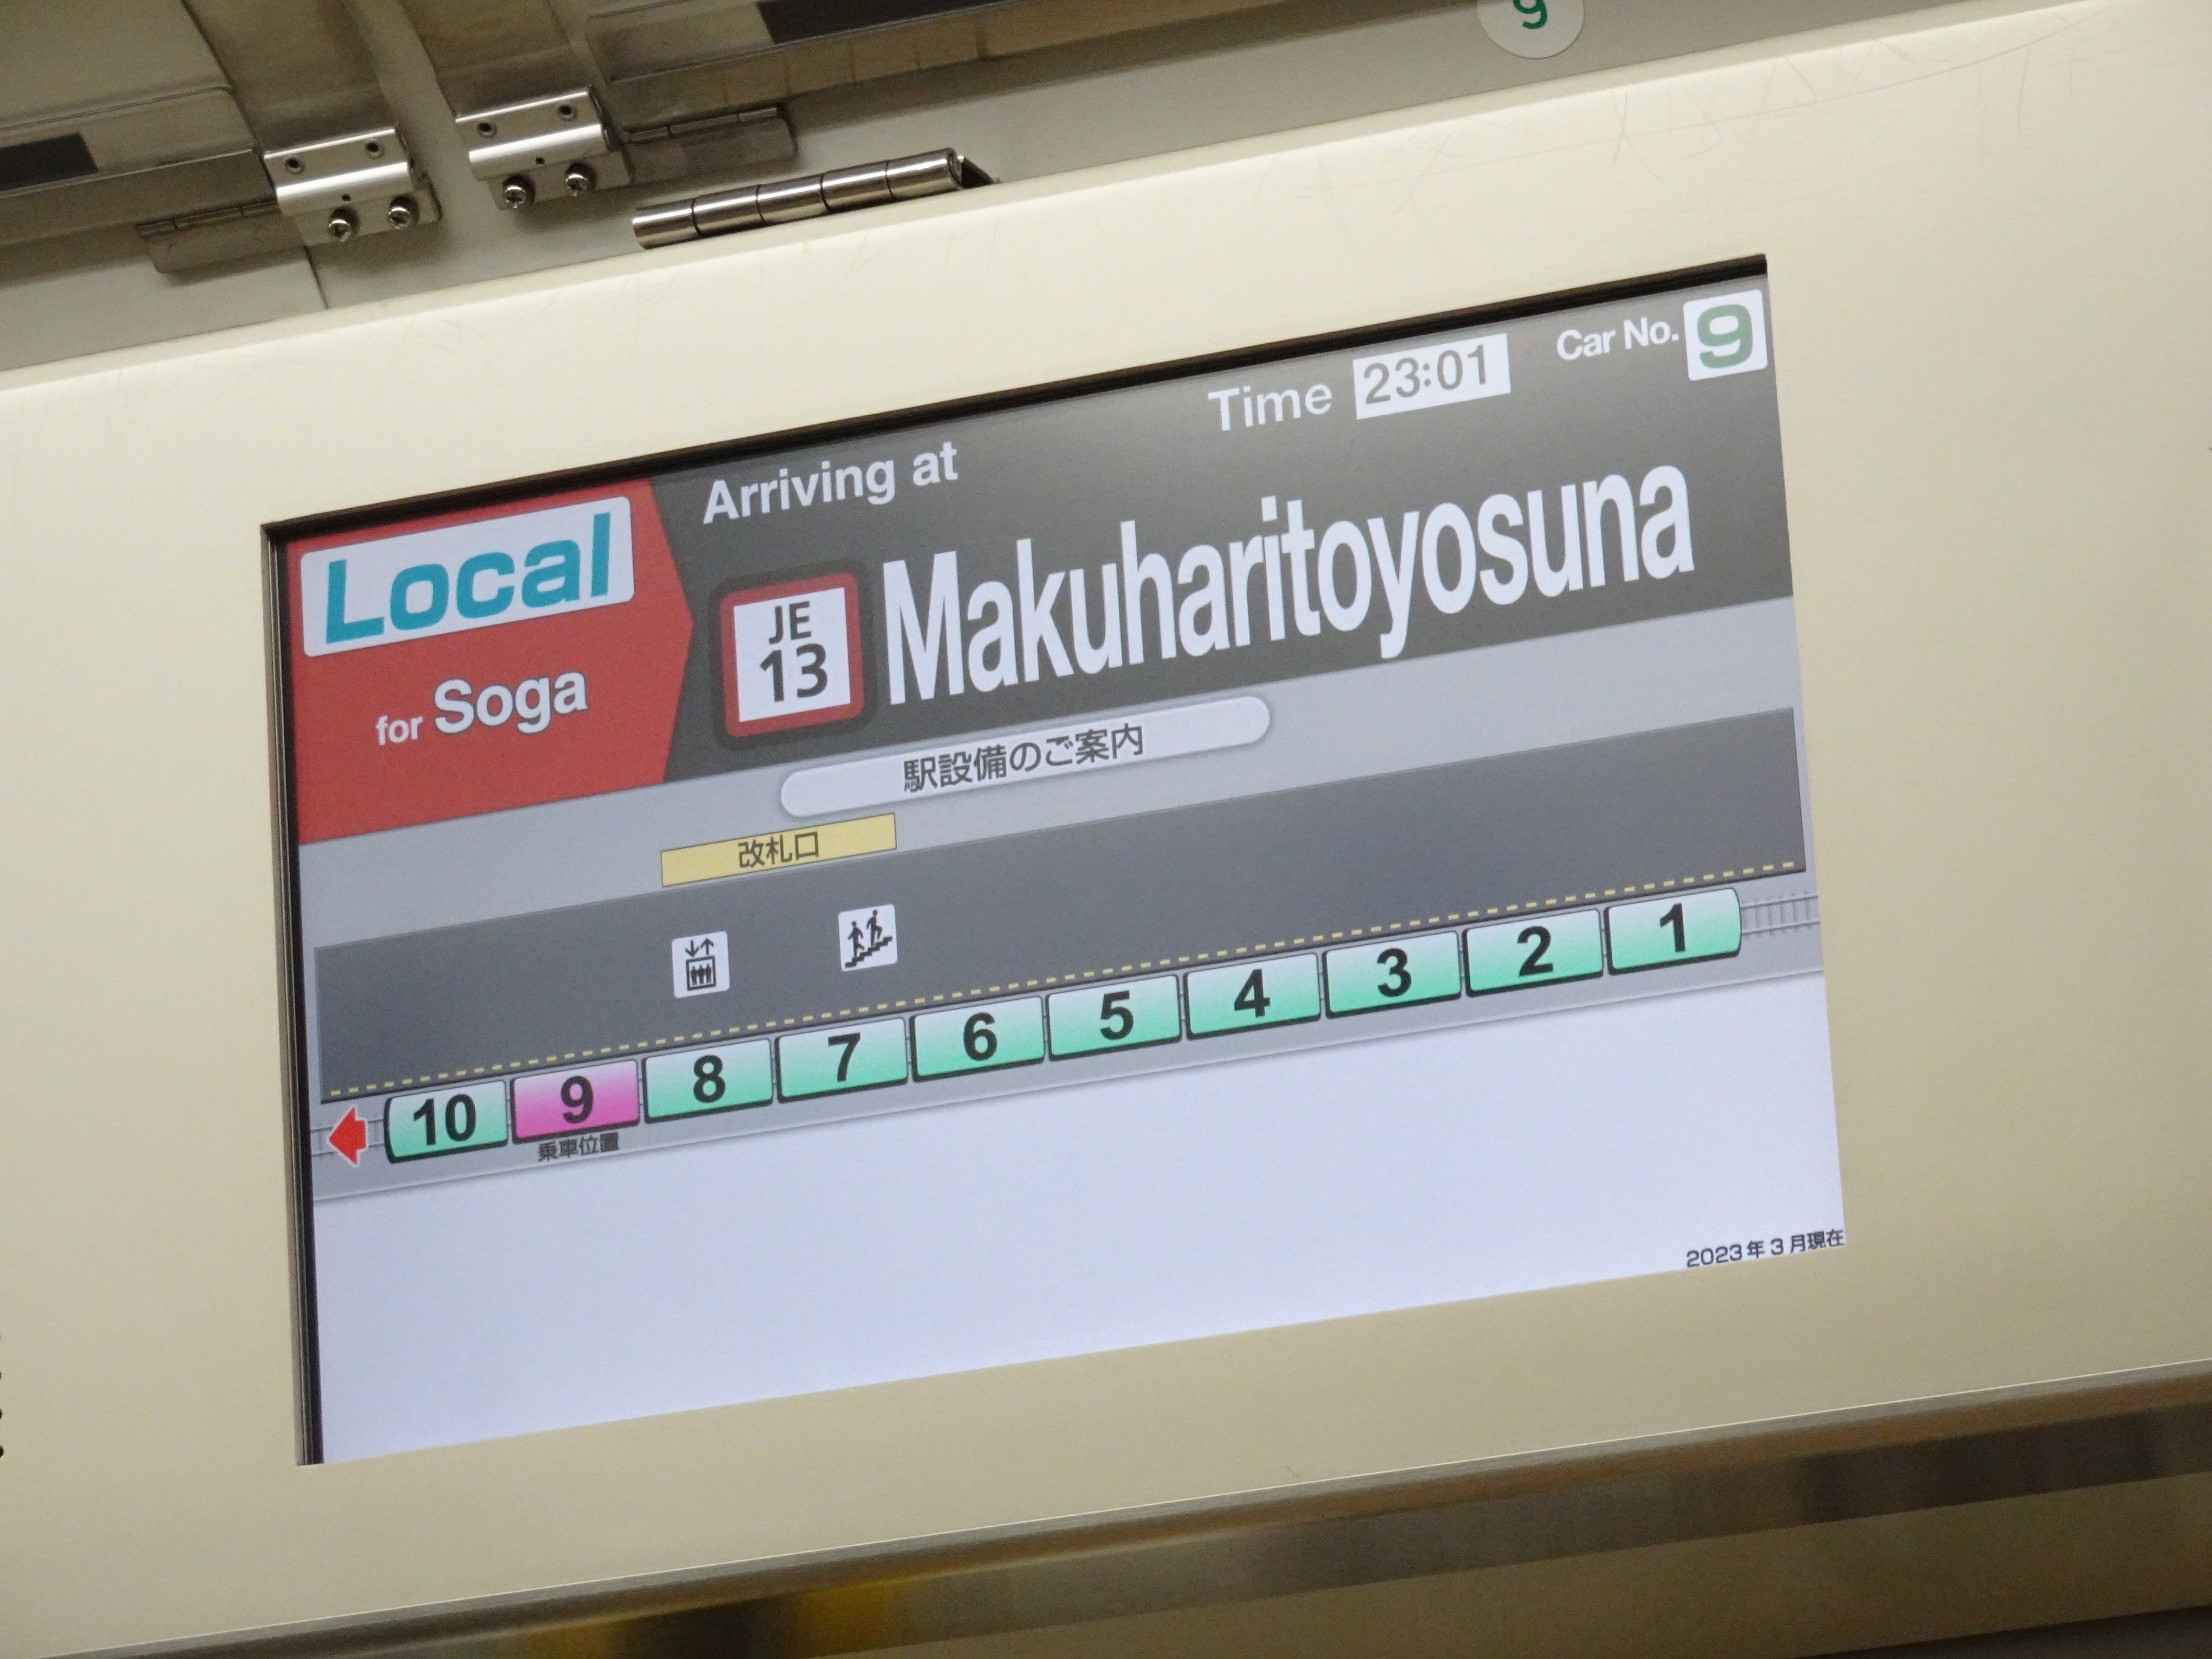 9
Time 23:01 Car No. 9
Arriving at
Local
JE
13
Makuharitoyosuna
for Soga
駅設備のご案内
改札口
10 9 8 7 6 5 4 3 2 1
乗車位置
2023年3月現在